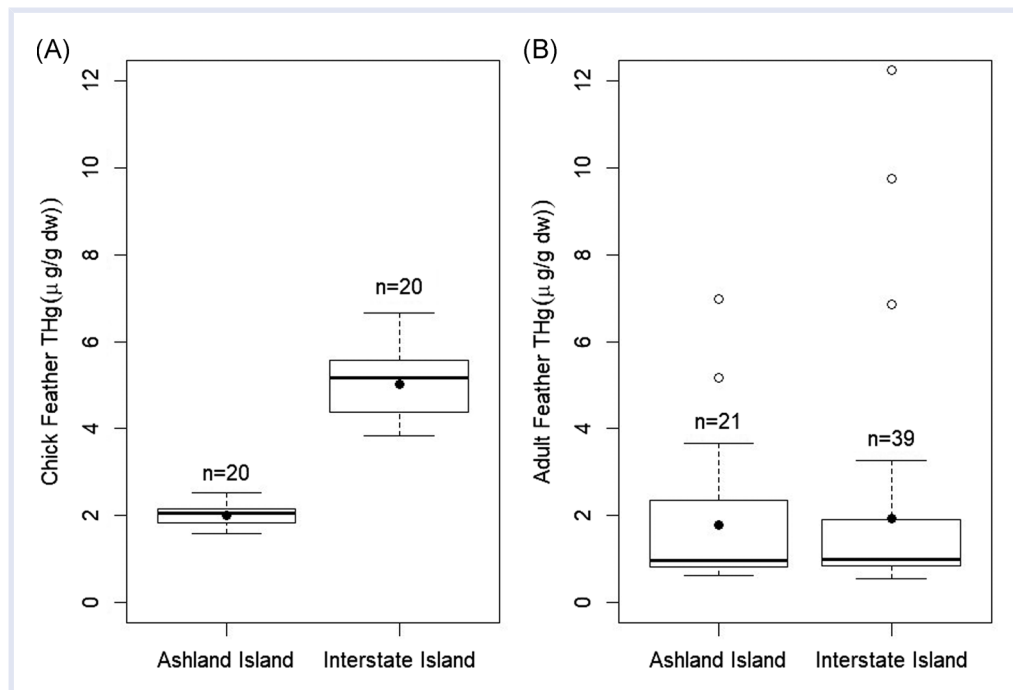 (A)
Chick Feather THg(μ g/g dw))
12
10
8
6
4
2
0
n=20
n=20
Ashland Island
Interstate Island
(B)
Adult Feather THg(μ g/g dw))
12
10
8
6
4
2
0
n=21
n=39
Ashland Island
Interstate Island